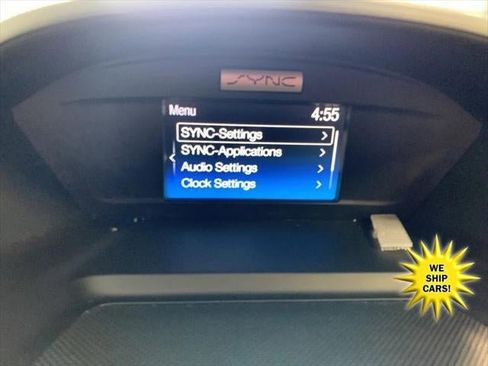 SYNC
Menu 4:55
SYNC-Settings >
SYNC-Applications >
< Audio Settings >
Clock Settings >
WE
SHIP
CARS!